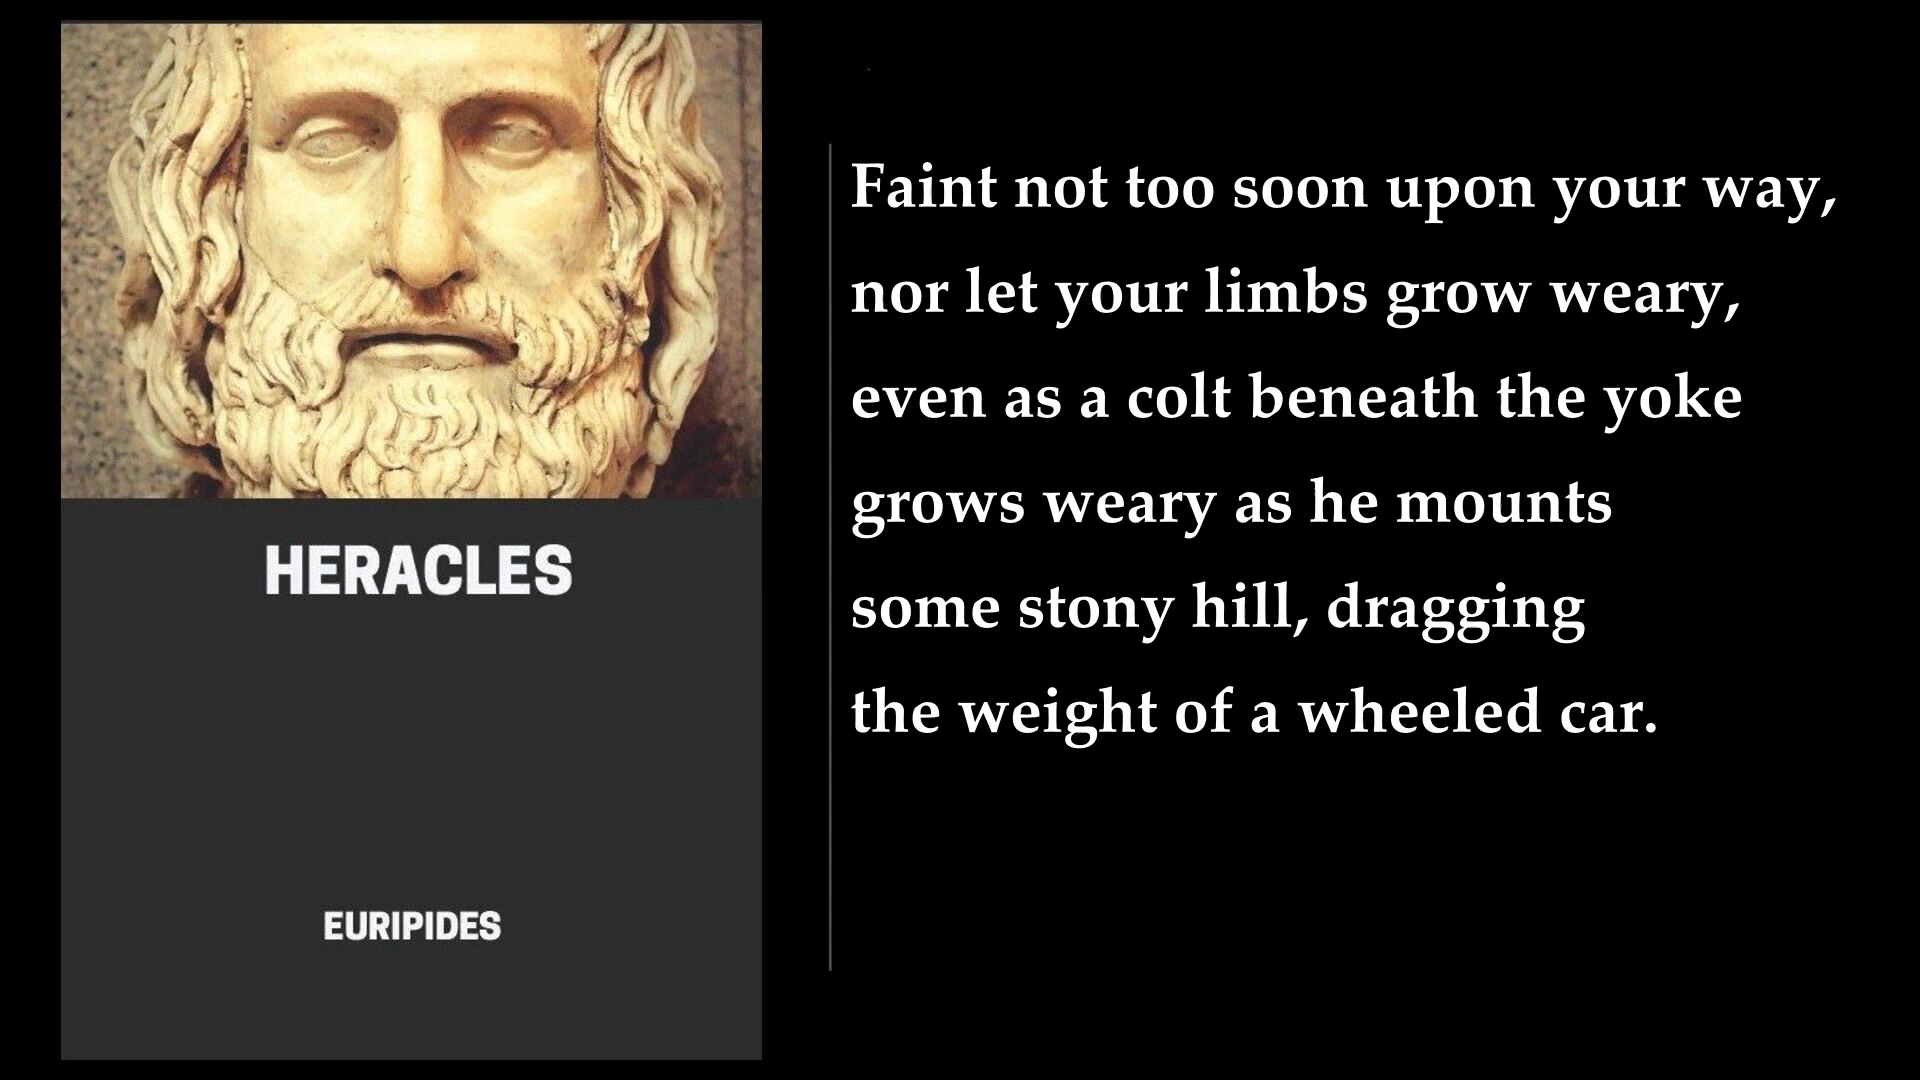 HERACLES
EURIPIDES
Faint not too soon upon your way,
nor let your limbs grow weary,
even as a colt beneath the yoke
grows weary as he mounts
some stony hill, dragging
the weight of a wheeled car.